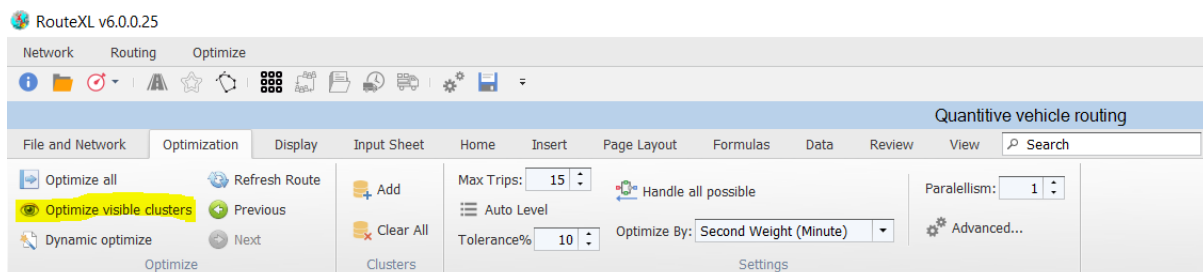 RouteXL v6.0.0.25
Network Routing Optimize
Quantitive vehicle routing
File and Network Optimization Display Input Sheet Home Insert Page Layout Formulas Data Review View Search
Optimize all Refresh Route Add Max Trips: 15 Handle all possible Paralellism: 1
Optimize visible clusters Previous Auto Level
Dynamic optimize Next Clear All Tolerance% 10 Optimize By: Second Weight (Minute) Advanced...
Optimize Clusters Settings